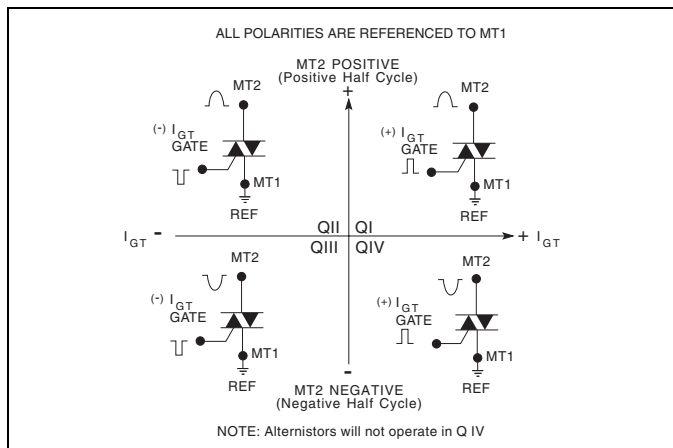 ALL POLARITIES ARE REFERENCED TO MT1
MT2 POSITIVE
(Positive Half Cycle)
+
MT2
(-) IGT
GATE
MT1
REF
MT2
(+) IGT
GATE
MT1
REF
QII QI
IGT -
+ IGT
QIII QIV
MT2
(-) IGT
GATE
MT1
REF
MT2
(+) IGT
GATE
MT1
REF
-
MT2 NEGATIVE
(Negative Half Cycle)
NOTE: Alternistors will not operate in Q IV